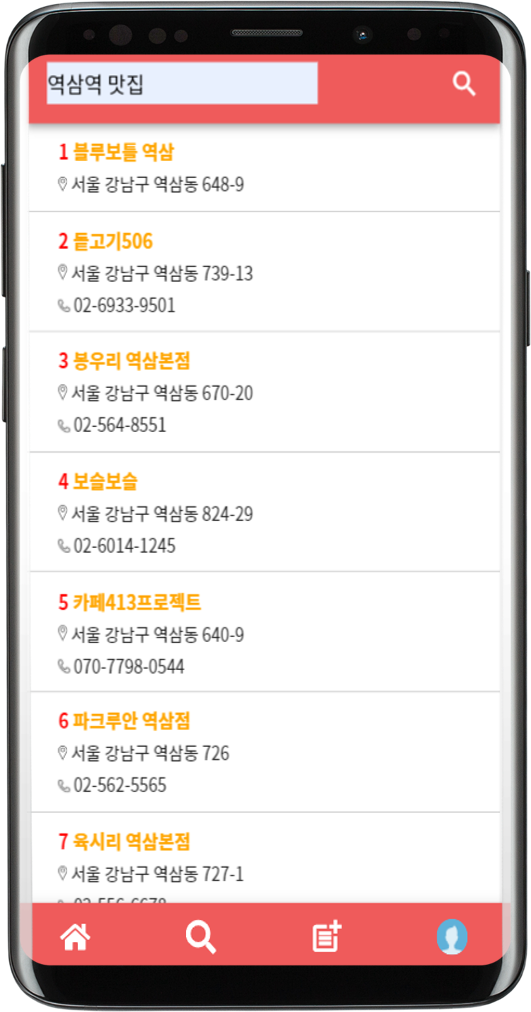 역삼역 맛집
1 블루보틀 역삼
서울 강남구 역삼동 648-9
2 돝고기506
서울 강남구 역삼동 739-13
02-6933-9501
3 봉우리 역삼본점
서울 강남구 역삼동 670-20
02-564-8551
4 보슬보슬
서울 강남구 역삼동 824-29
02-6014-1245
5 카페413프로젝트
서울 강남구 역삼동 640-9
070-7798-0544
6 파크루안 역삼점
서울 강남구 역삼동 726
02-562-5565
7 육시리 역삼본점
서울 강남구 역삼동 727-1